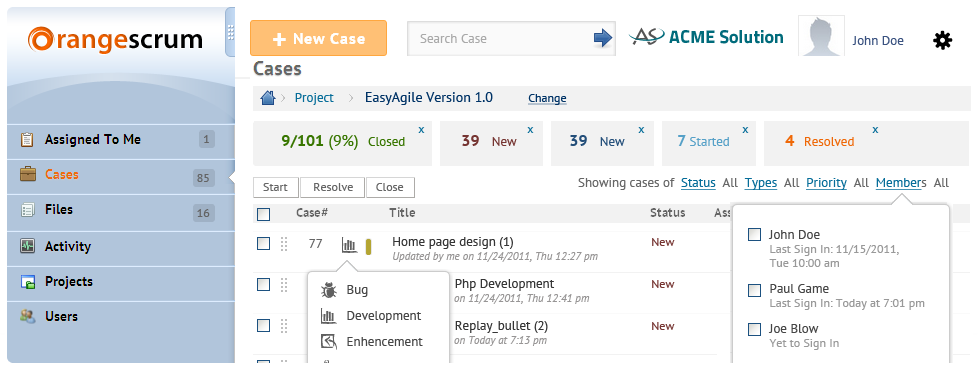 Orangescrum
New Case
Search Case
AS ACME Solution
John Doe
Cases
Project
EasyAgile Version 1.0
Change
Assigned To Me 1
Cases 85
Files 16
Activity
Projects
Users
x
9/101 (9%) Closed
x
39 New
x
39 New
x
7 Started
x
4 Resolved
Start
Resolve
Close
Showing cases of Status All Types All Priority All Members All
Case# Title Status Ass
77 Home page design (1) New
Updated by me on 11/24/2011, Thu 12:27 pm
Php Development New
on 11/24/2011, Thu 12:41 pm
Replay_bullet (2) New
on Today at 7:13 pm
Bug
Development
Enhencement
John Doe
Last Sign In: 11/15/2011,
Tue 10:00 am
Paul Game
Last Sign In: Today at 7:01 pm
Joe Blow
Yet to Sign In